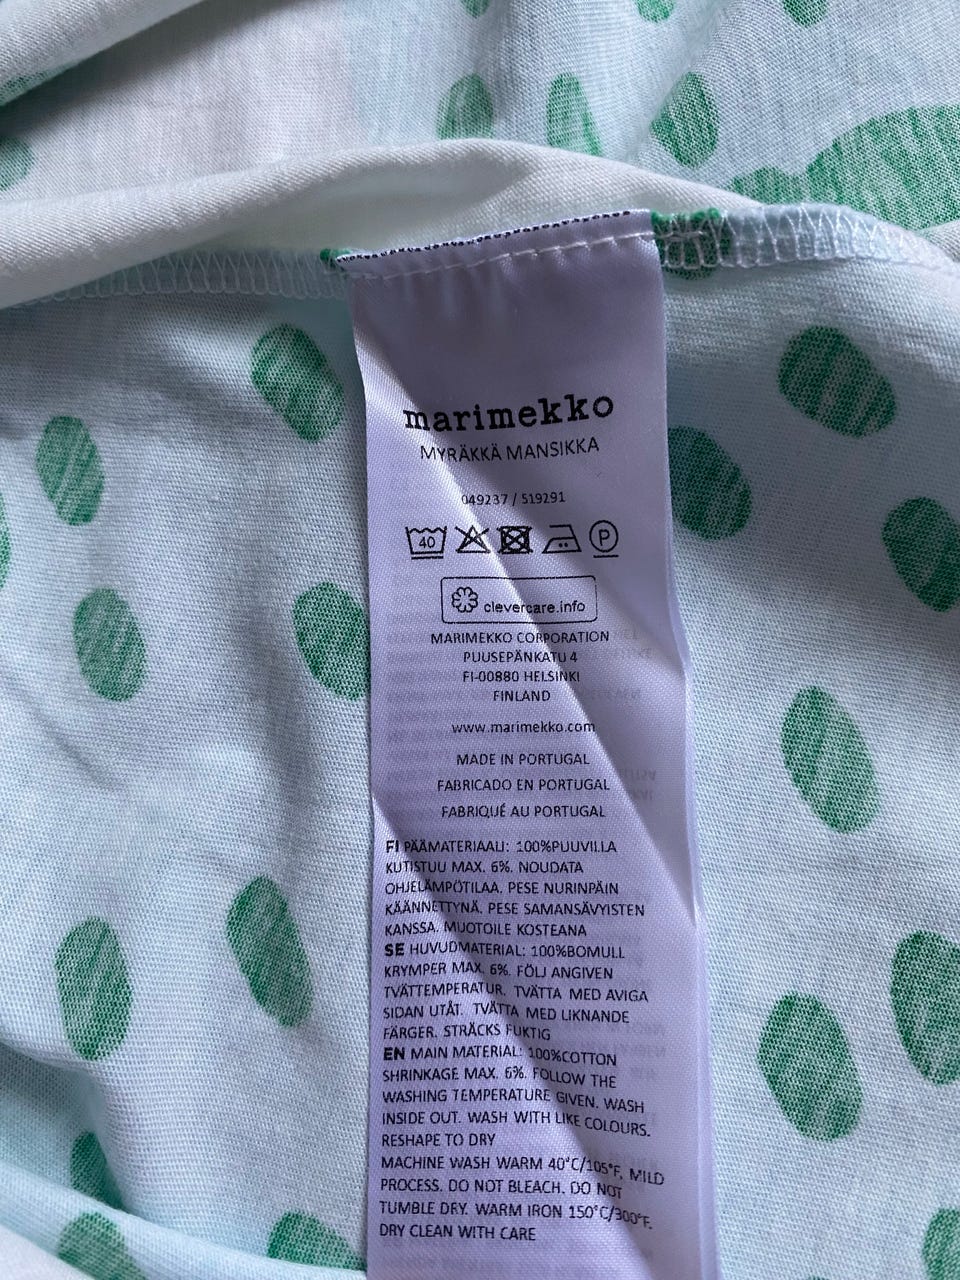 marimekko
MYRÄKKÄ MANSIKKA
049237 / 519291
40 P
clevercare.info
MARIMEKKO CORPORATION
PUUSEPÄNKATU 4
FI-00880 HELSINKI
FINLAND
www.marimekko.com
MADE IN PORTUGAL
FABRICADO EN PORTUGAL
FABRIQUÉ AU PORTUGAL
FI PÄÄMATERIAALI: 100%PUUVILLA
KUTISTUU MAX. 6%. NOUDATA
OHJELÄMPÖTILAA. PESE NURINPÄIN
KÄÄNNETTYNÄ. PESE SAMANSÄVYISTEN
KANSSA. MUOTOILE KOSTEANA
SE HUVUDMATERIAL: 100%BOMULL
KRYMPER MAX. 6%. FÖLJ ANGIVEN
TVÄTTEMPERATUR. TVÄTTA MED AVIGA
SIDAN UTÅT. TVÄTTA MED LIKNANDE
FÄRGER. STRÄCKS FUKTIG
EN MAIN MATERIAL: 100%COTTON
SHRINKAGE MAX. 6%. FOLLOW THE
WASHING TEMPERATURE GIVEN. WASH
INSIDE OUT. WASH WITH LIKE COLOURS.
RESHAPE TO DRY
MACHINE WASH WARM 40°C/105°F, MILD
PROCESS. DO NOT BLEACH. DO NOT
TUMBLE DRY. WARM IRON 150°C/300°F.
DRY CLEAN WITH CARE